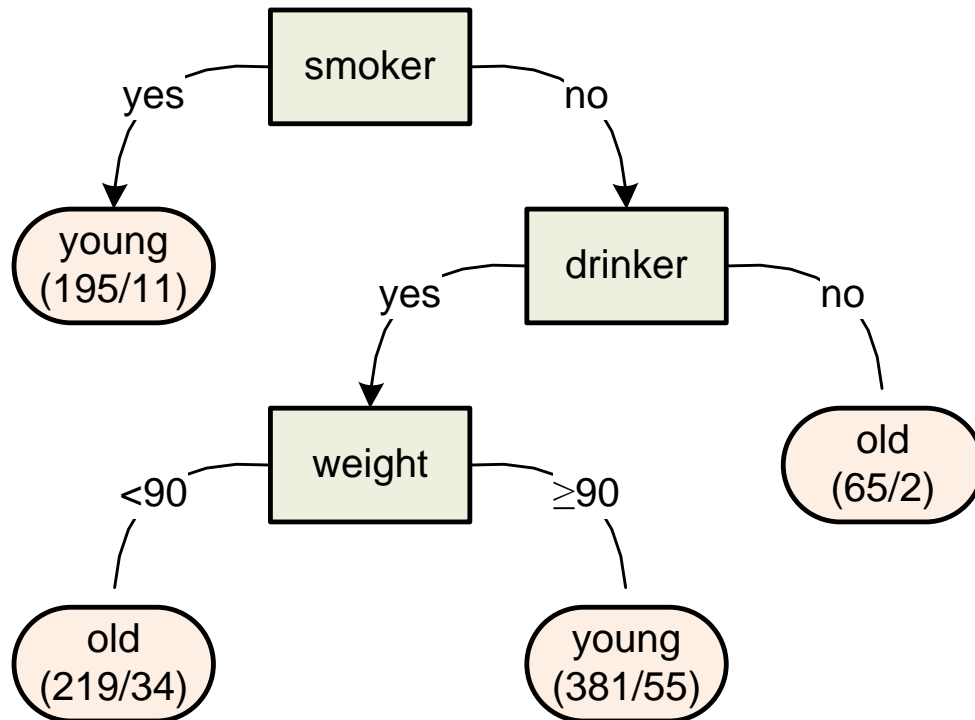 smoker
yes
no
young
(195/11)
drinker
yes
no
weight
old
(65/2)
<90
≥90
old
(219/34)
young
(381/55)